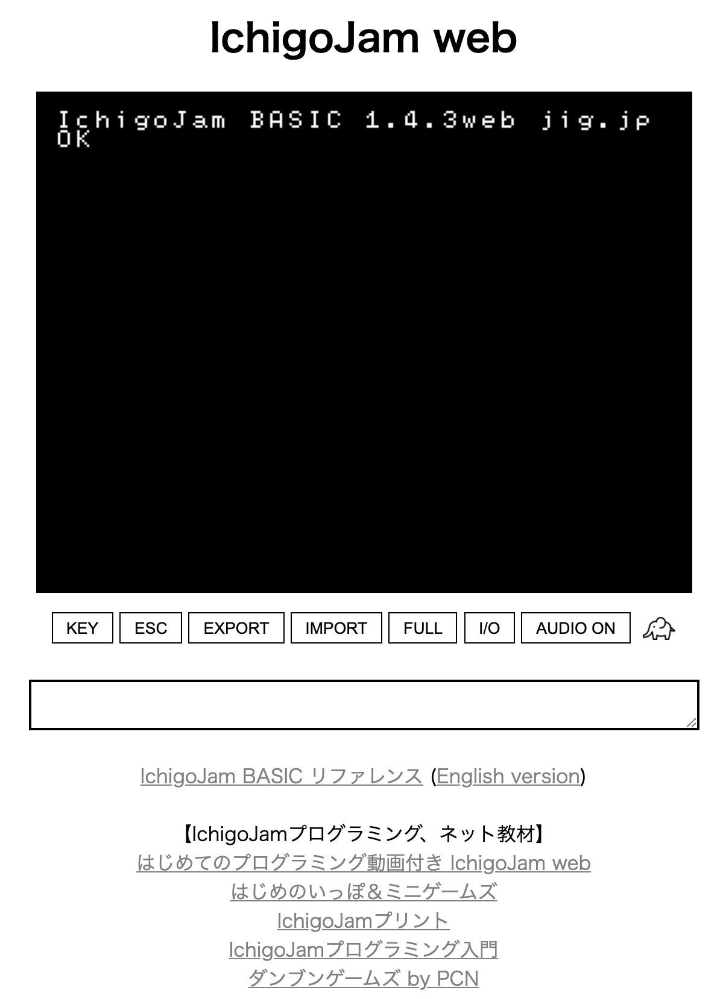 IchigoJam web
IchigoJam BASIC 1.4.3web jig.jp
OK
KEY ESC EXPORT IMPORT FULL I/O AUDIO ON
IchigoJam BASIC リファレンス (English version)
【IchigoJamプログラミング、ネット教材】
はじめてのプログラミング動画付き IchigoJam web
はじめのいっぽ＆ミニゲームズ
IchigoJamプリント
IchigoJamプログラミング入門
ダンブンゲームズ by PCN